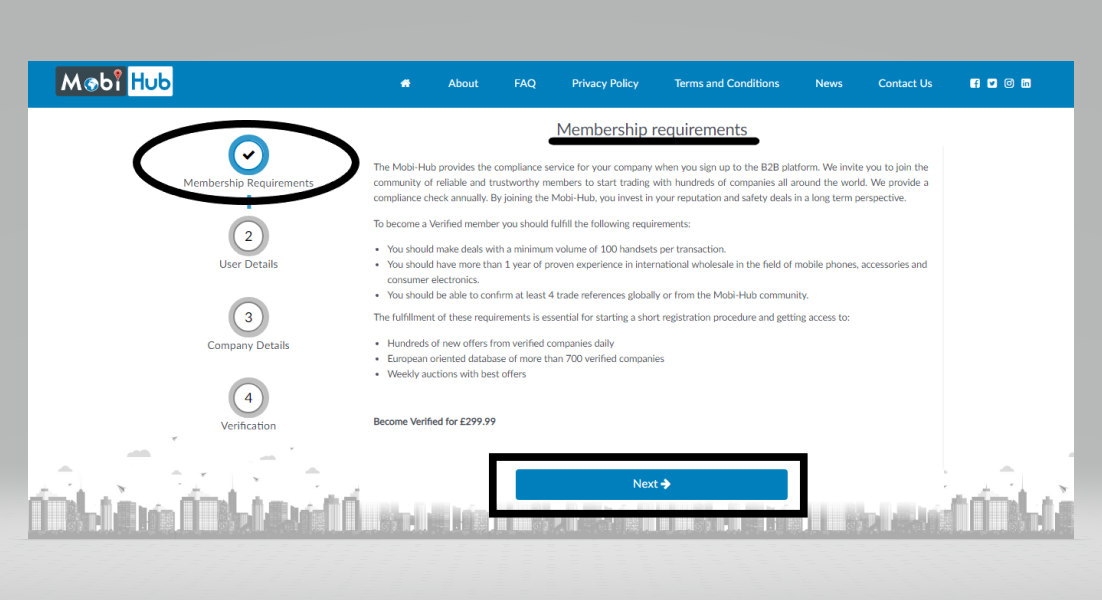 Mobi Hub
About FAQ Privacy Policy Terms and Conditions News Contact Us
Membership Requirements
2
User Details
3
Company Details
4
Verification
Membership requirements
The Mobi-Hub provides the compliance service for your company when you sign up to the B2B platform. We invite you to join the
community of reliable and trustworthy members to start trading with hundreds of companies all around the world. We provide a
compliance check annually. By joining the Mobi-Hub, you invest in your reputation and safety deals in a long term perspective.
To become a Verified member you should fulfill the following requirements:
• You should make deals with a minimum volume of 100 handsets per transaction.
• You should have more than 1 year of proven experience in international wholesale in the field of mobile phones, accessories and
consumer electronics.
• You should be able to confirm at least 4 trade references globally or from the Mobi-Hub community.
The fulfillment of these requirements is essential for starting a short registration procedure and getting access to:
• Hundreds of new offers from verified companies daily
• European oriented database of more than 700 verified companies
• Weekly auctions with best offers
Become Verified for £299.99
Next